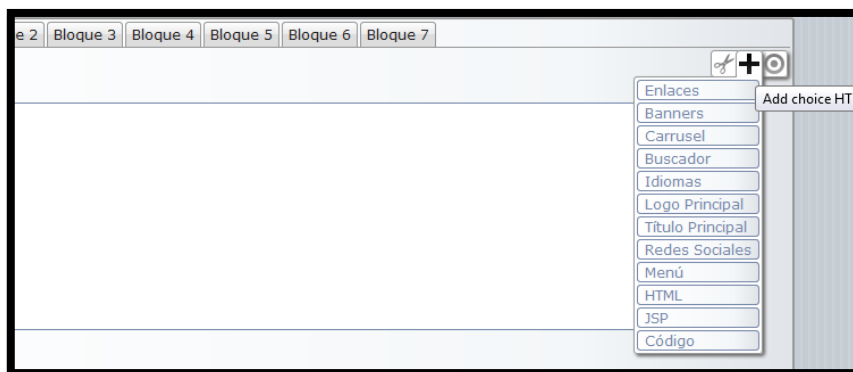 e 2 Bloque 3 Bloque 4 Bloque 5 Bloque 6 Bloque 7
Enlaces
Add choice HT
Banners
Carrusel
Buscador
Idiomas
Logo Principal
Título Principal
Redes Sociales
Menú
HTML
JSP
Código